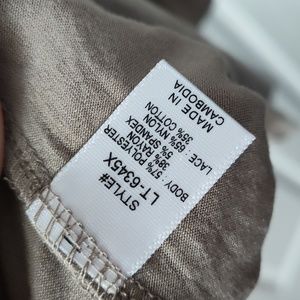 STYLE#
LT-6345X
BODY
57% POLYESTER
38% RAYON
5% SPANDEX
LACE
65% NYLON
35% COTTON
MADE IN
CAMBODIA